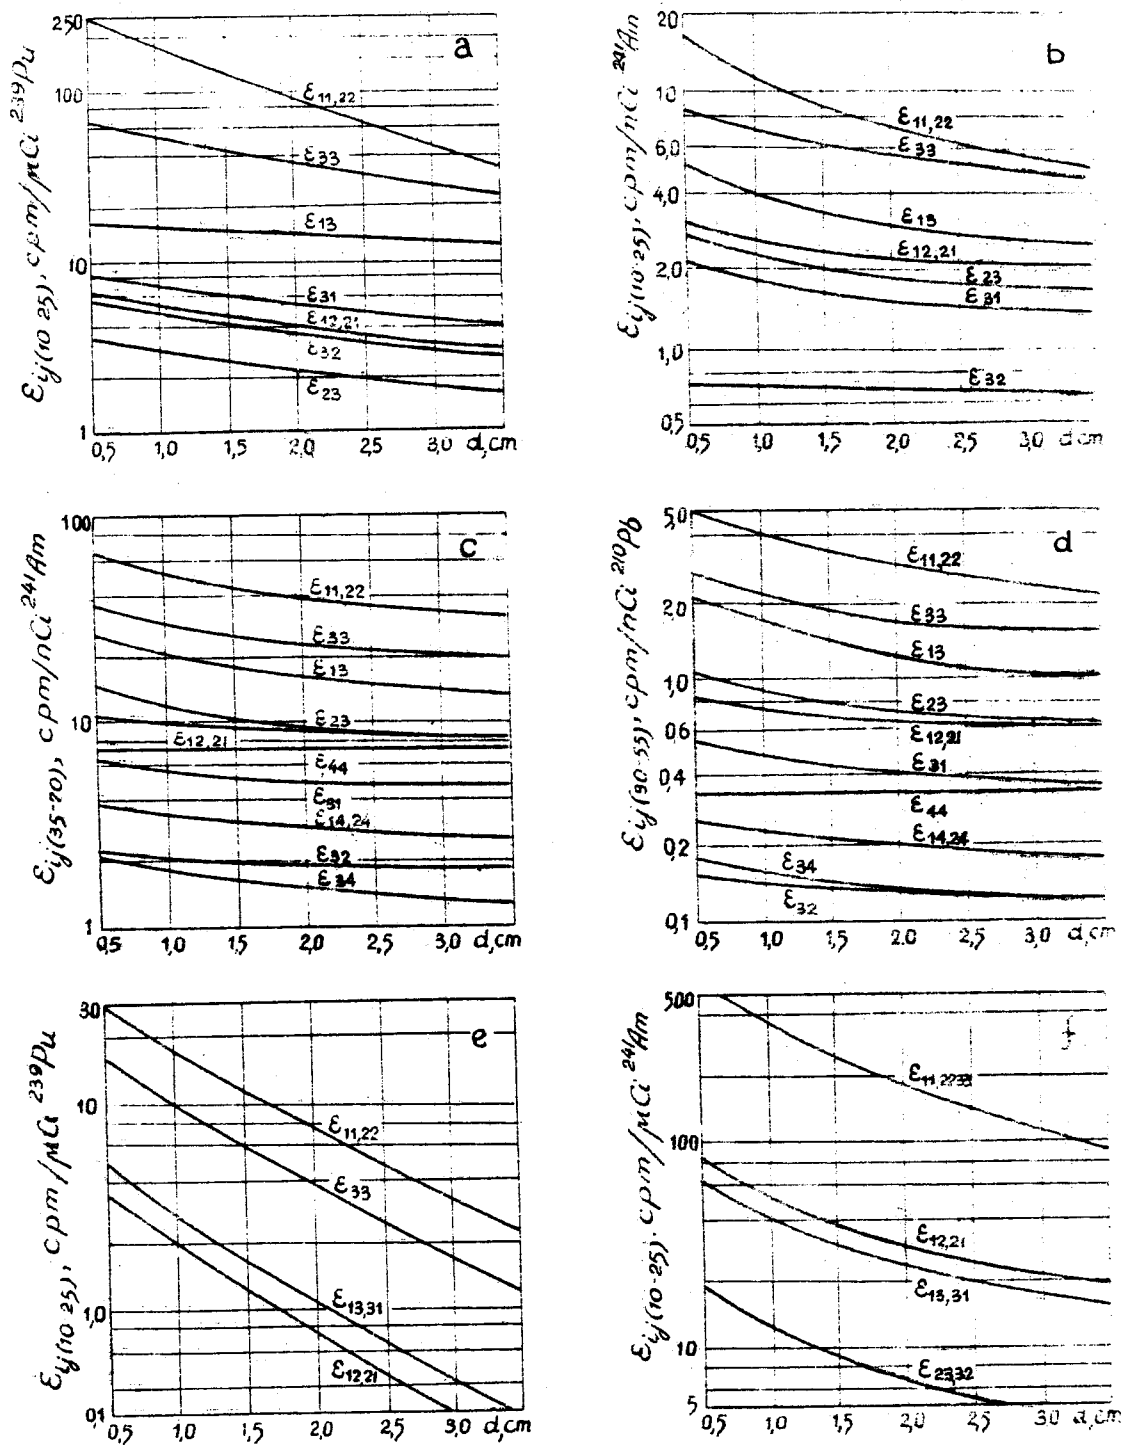 a
250
100
10
1
εij(10 25), cpm/μCi 239Pu
ε11,22
ε33
ε13
ε31
ε12,21
ε32
ε23
0,5 1,0 1,5 2,0 2,5 3,0 d,cm
b
20
10
6,0
4,0
2,0
1,0
0,5
εij(10-25), cpm/nCi 241Am
ε11,22
ε33
ε13
ε12,21
ε23
ε31
ε32
0,5 1,0 1,5 2,0 2,5 3,0 d cm
c
100
10
1
εij(35-70), cpm/nCi 241Am
ε11,22
ε33
ε13
ε23
ε12,21
ε44
ε31
ε14,24
ε32
ε34
0,5 1,0 1,5 2,0 2,5 3,0 d,cm
d
5,0
2,0
1,0
0,6
0,4
0,2
0,1
cpm/nCi 210Pb
ε11,22
ε33
ε13
ε23
ε12,21
ε31
ε44
ε14,24
ε34
ε32
0,5 1,0 1,5 2,0 2,5 3,0 d,cm
e
30
10
1,0
01
εij(10 25), cpm/μCi 239Pu
ε11,22
ε33
ε13,31
ε12,21
0,5 1,0 1,5 2,0 2,5 3,0 d,cm
f
500
100
10
5
εij(10-25). cpm/μCi 241Am
ε12,21
ε13,31
ε23,32
0,5 1,0 1,5 2,0 2,5 3,0 d,cm